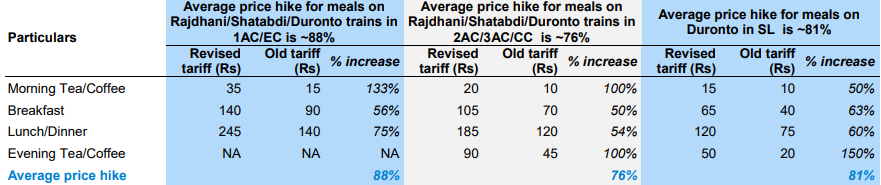 Particulars
Average price hike for meals on
Rajdhani/Shatabdi/Duronto trains in
1AC/EC is ~88%
Average price hike for meals on
Rajdhani/Shatabdi/Duronto trains in
2AC/3AC/CC is ~76%
Average price hike for meals on
Duronto in SL is ~81%
Revised tariff (Rs) Old tariff (Rs) % increase Revised tariff (Rs) Old tariff (Rs) % increase Revised tariff (Rs) Old tariff (Rs) % increase
Morning Tea/Coffee 35 15 133% 20 10 100% 15 10 50%
Breakfast 140 90 56% 105 70 50% 65 40 63%
Lunch/Dinner 245 140 75% 185 120 54% 120 75 60%
Evening Tea/Coffee NA NA NA 90 45 100% 50 20 150%
Average price hike 88% 76% 81%